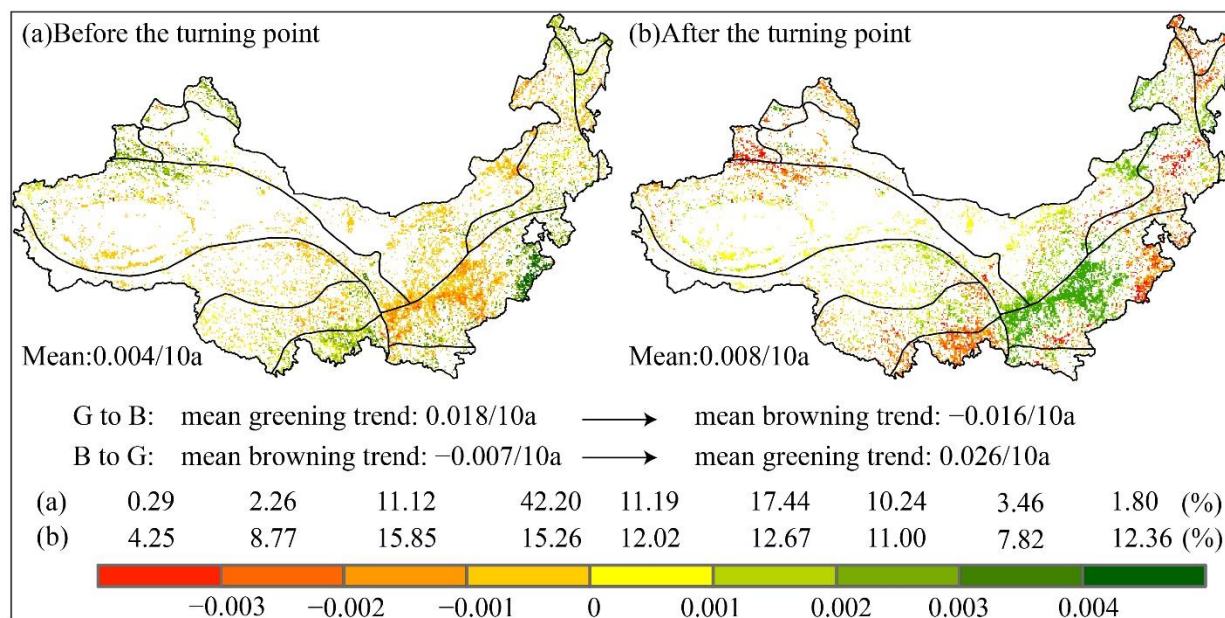 (a)Before the turning point
(b)After the turning point
Mean:0.004/10a
Mean:0.008/10a
G to B: mean greening trend: 0.018/10a → mean browning trend: −0.016/10a
B to G: mean browning trend: −0.007/10a → mean greening trend: 0.026/10a
(a) 0.29 2.26 11.12 42.20 11.19 17.44 10.24 3.46 1.80 (%)
(b) 4.25 8.77 15.85 15.26 12.02 12.67 11.00 7.82 12.36 (%)
−0.003 −0.002 −0.001 0 0.001 0.002 0.003 0.004